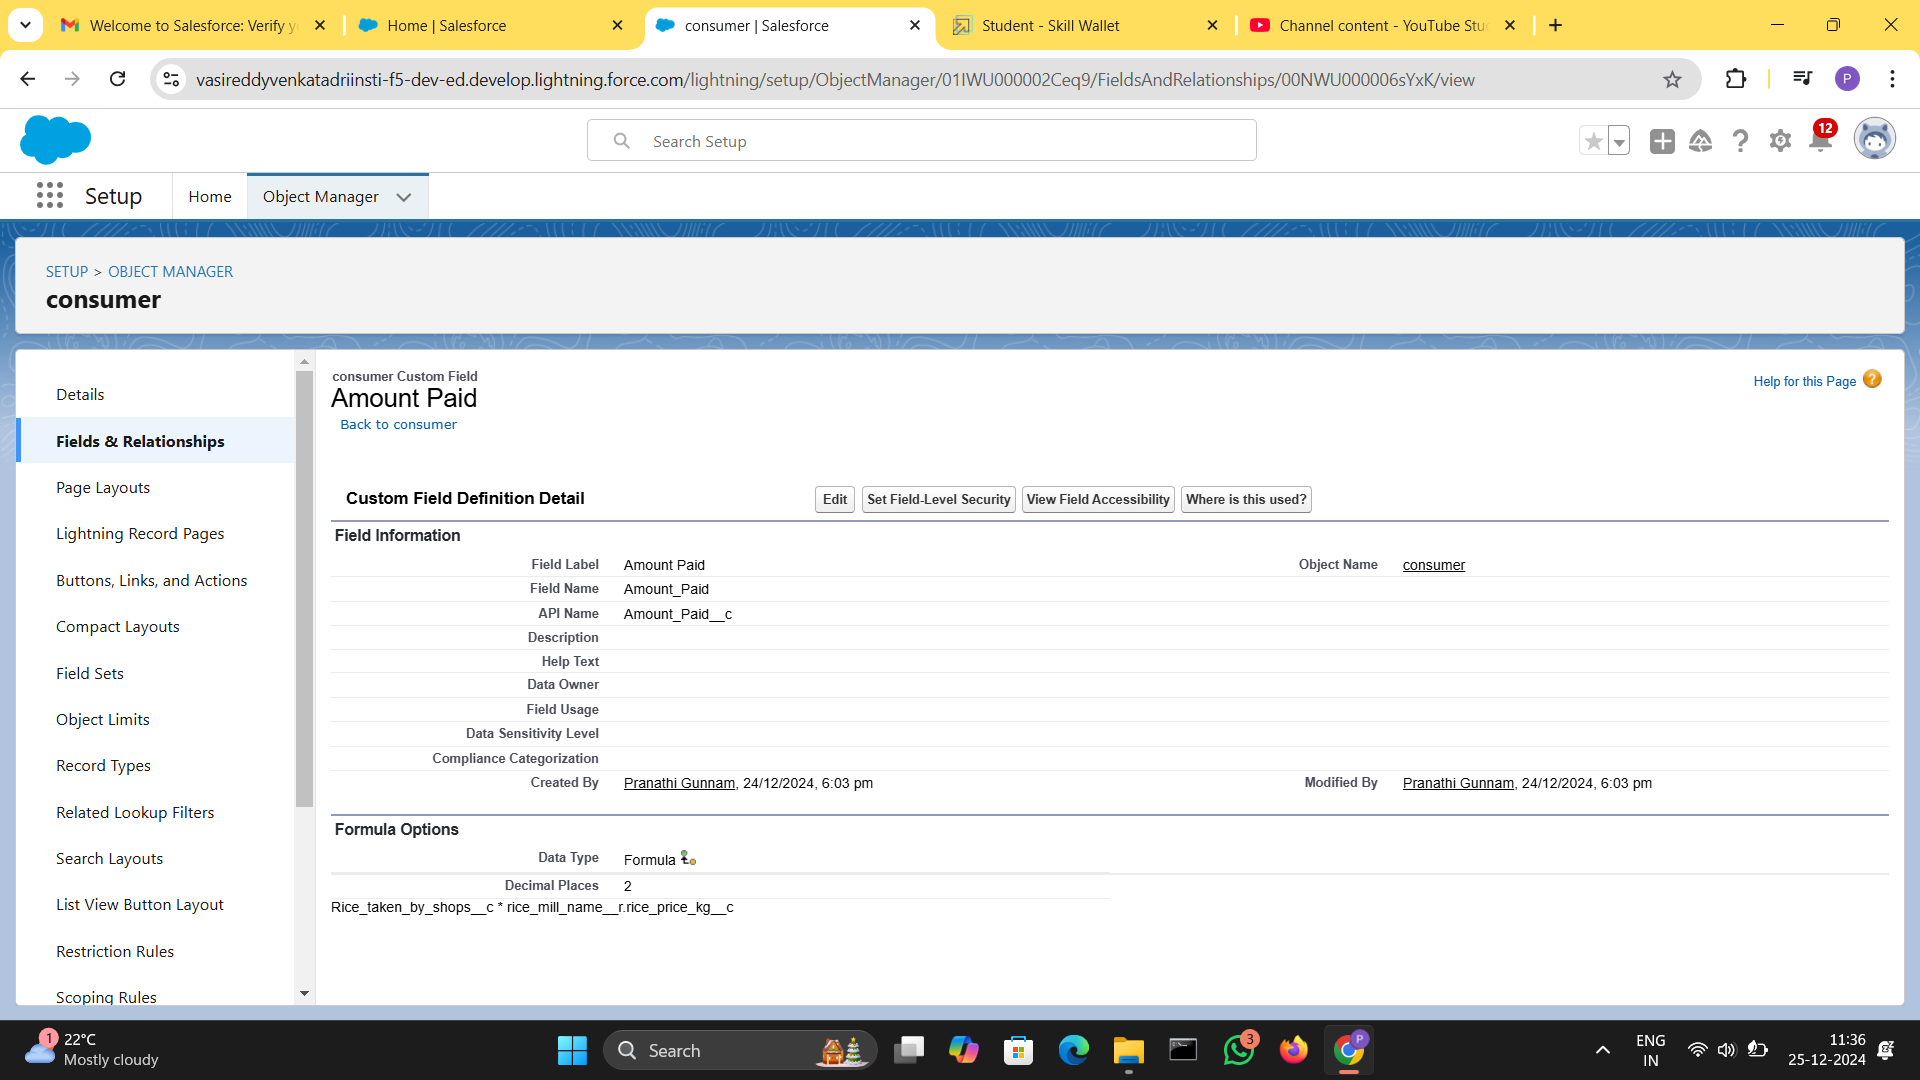 Welcome to Salesforce: Verify y
Home | Salesforce
consumer | Salesforce
Student - Skill Wallet
Channel content - YouTube Stu
vasireddyvenkatadriinsti-f5-dev-ed.develop.lightning.force.com/lightning/setup/ObjectManager/01IWU000002Ceq9/FieldsAndRelationships/00NWU000006sYxK/view
P
Search Setup
12
Setup
Home
Object Manager
SETUP > OBJECT MANAGER
consumer
Details
Fields & Relationships
Page Layouts
Lightning Record Pages
Buttons, Links, and Actions
Compact Layouts
Field Sets
Object Limits
Record Types
Related Lookup Filters
Search Layouts
List View Button Layout
Restriction Rules
Scoping Rules
consumer Custom Field
Amount Paid
Back to consumer
Help for this Page ?
Custom Field Definition Detail
Edit
Set Field-Level Security
View Field Accessibility
Where is this used?
Field Information
Field Label Amount Paid
Object Name consumer
Field Name Amount_Paid
API Name Amount_Paid__c
Description
Help Text
Data Owner
Field Usage
Data Sensitivity Level
Compliance Categorization
Created By Pranathi Gunnam, 24/12/2024, 6:03 pm
Modified By Pranathi Gunnam, 24/12/2024, 6:03 pm
Formula Options
Data Type Formula
Decimal Places 2
Rice_taken_by_shops__c * rice_mill_name__r.rice_price_kg__c
1
22°C
Mostly cloudy
Search
3
P
ENG
IN
11:36
25-12-2024